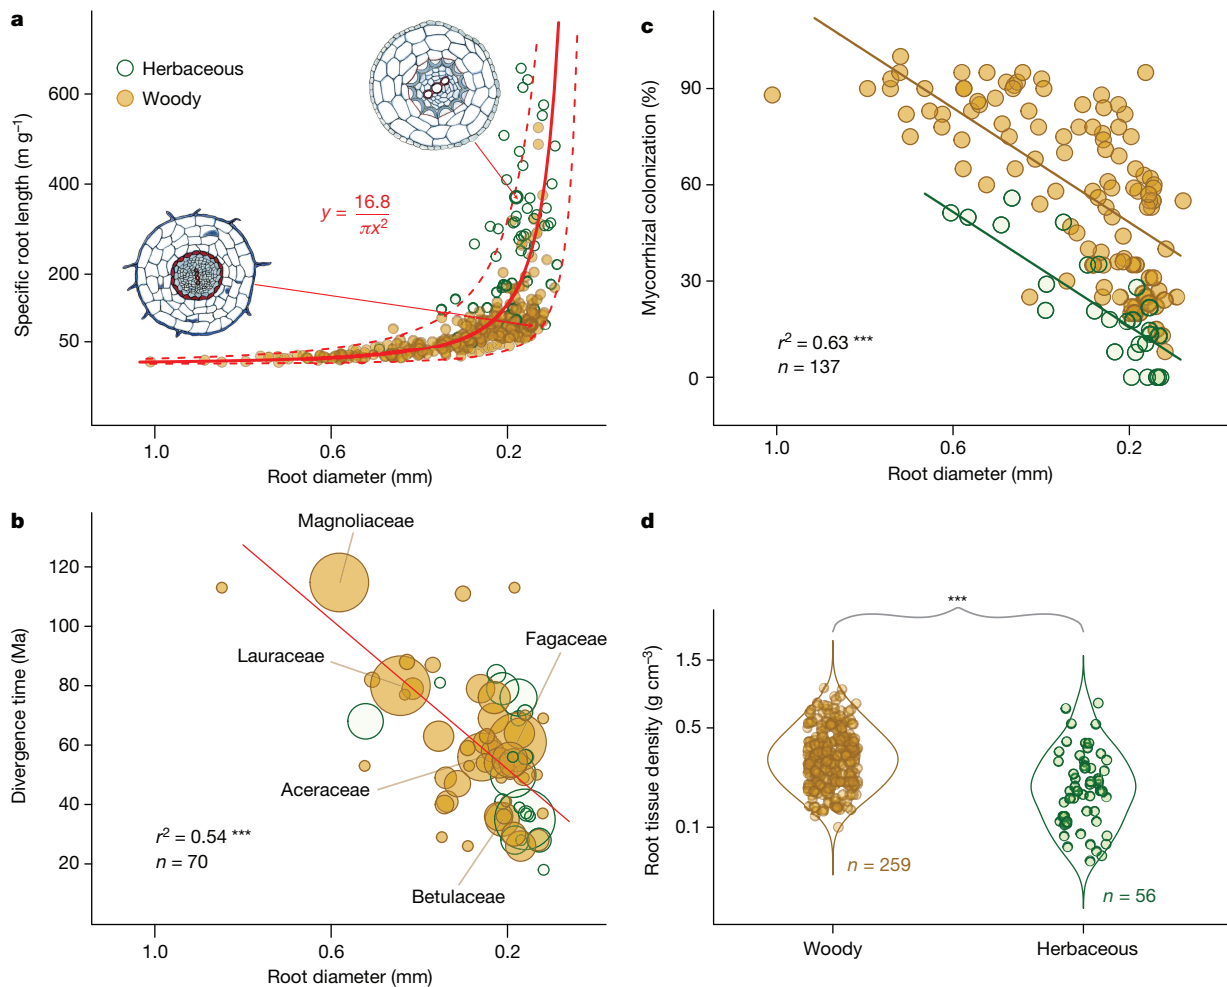 a
Herbaceous
Woody
Specific root length (m g⁻¹)
600
400
200
50
y = 16.8 / πx²
1.0
0.6
0.2
Root diameter (mm)
c
Mycorrhizal colonization (%)
90
60
30
0
r² = 0.63 ***
n = 137
1.0
0.6
0.2
Root diameter (mm)
b
Divergence time (Ma)
120
100
80
60
40
20
Magnoliaceae
Fagaceae
Lauraceae
Aceraceae
Betulaceae
r² = 0.54 ***
n = 70
1.0
0.6
0.2
Root diameter (mm)
d
Root tissue density (g cm⁻³)
1.5
0.5
0.1
***
n = 259
n = 56
Woody
Herbaceous